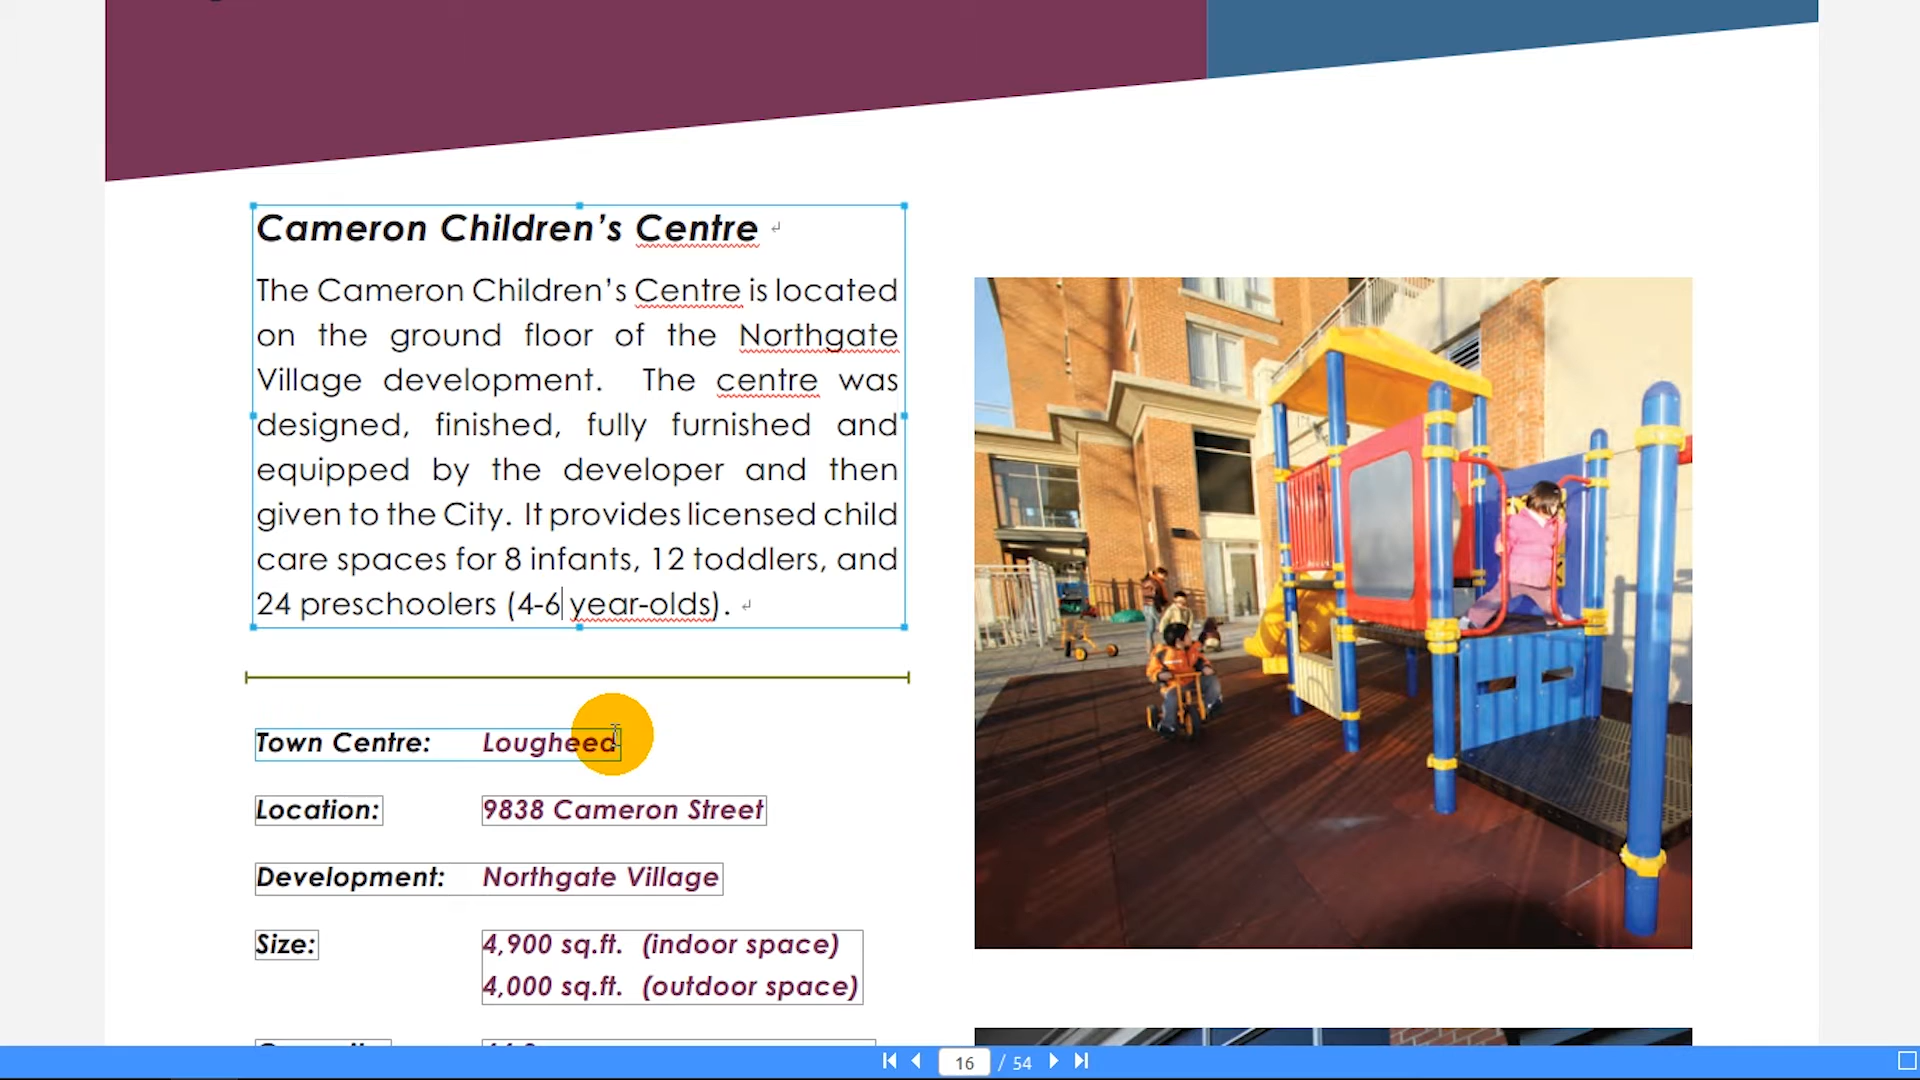 Cameron Children’s Centre
The Cameron Children’s Centre is located
on the ground floor of the Northgate
Village development. The centre was
designed, finished, fully furnished and
equipped by the developer and then
given to the City. It provides licensed child
care spaces for 8 infants, 12 toddlers, and
24 preschoolers (4-6 year-olds).
Town Centre: Lougheed
Location: 9838 Cameron Street
Development: Northgate Village
Size: 4,900 sq.ft. (indoor space)
4,000 sq.ft. (outdoor space)
16 / 54